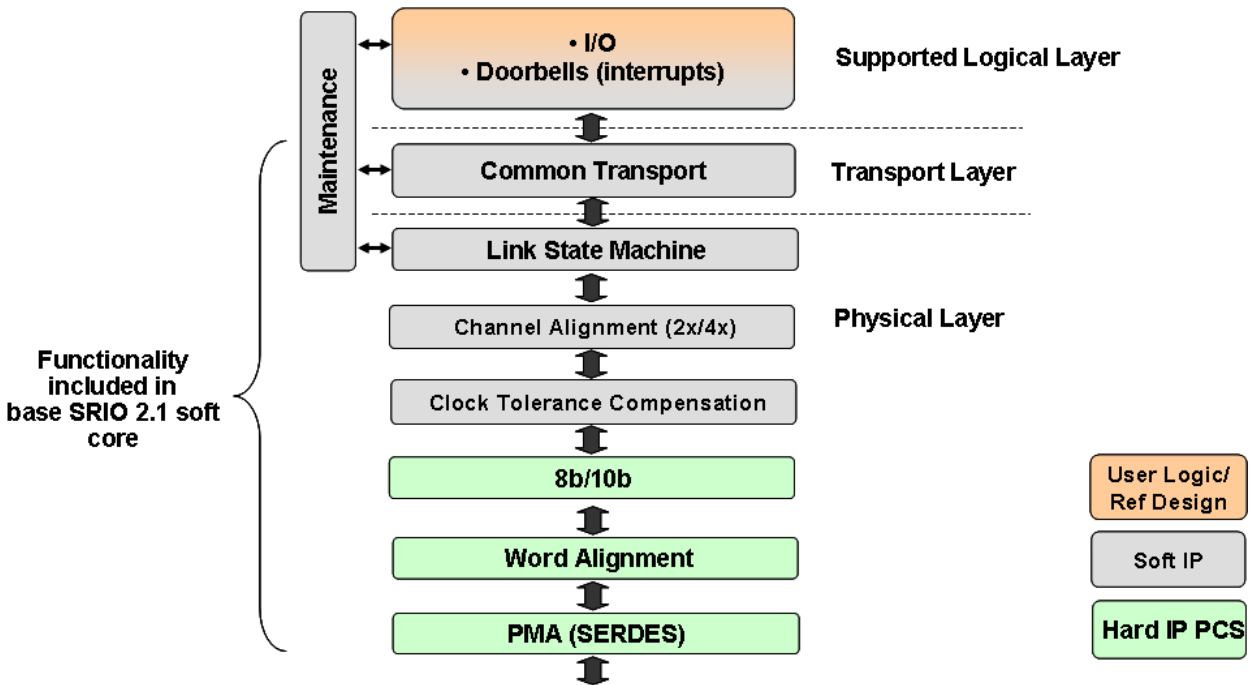 Maintenance
• I/O
• Doorbells (interrupts)
Supported Logical Layer
Common Transport
Transport Layer
Link State Machine
Channel Alignment (2x/4x)
Physical Layer
Functionality
included in
base SRIO 2.1 soft
core
Clock Tolerance Compensation
8b/10b
Word Alignment
PMA (SERDES)
User Logic/
Ref Design
Soft IP
Hard IP PCS